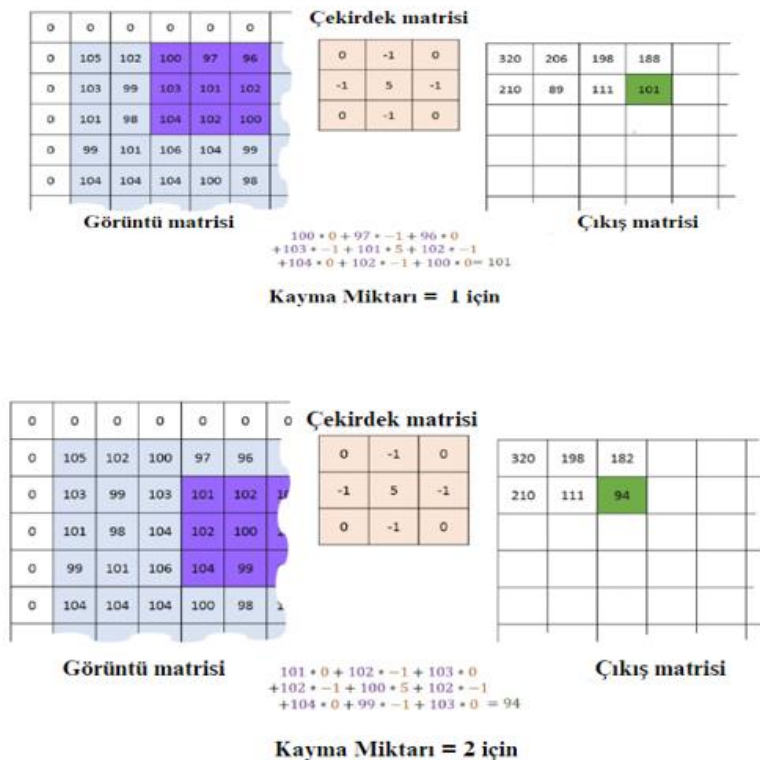 Çekirdek matrisi
0 0 0 0 0 0
0 105 102 100 97 96
0 103 99 103 101 102
0 101 98 104 102 100
0 99 101 106 104 99
0 104 104 104 100 98
0 -1 0
-1 5 -1
0 -1 0
320 206 198 188
210 89 111 101
Görüntü matrisi
Çıkış matrisi
100 * 0 + 97 * −1 + 96 * 0
+103 * −1 + 101 * 5 + 102 * −1
+104 * 0 + 102 * −1 + 100 * 0= 101
Kayma Miktarı = 1 için
Çekirdek matrisi
0 0 0 0 0 0 0
0 105 102 100 97 96
0 103 99 103 101 102
0 101 98 104 102 100
0 99 101 106 104 99
0 104 104 104 100 98
0 -1 0
-1 5 -1
0 -1 0
320 198 182
210 111 94
Görüntü matrisi
Çıkış matrisi
101 * 0 + 102 * −1 + 103 * 0
+102 * −1 + 100 * 5 + 102 * −1
+104 * 0 + 99 * −1 + 103 * 0 = 94
Kayma Miktarı = 2 için